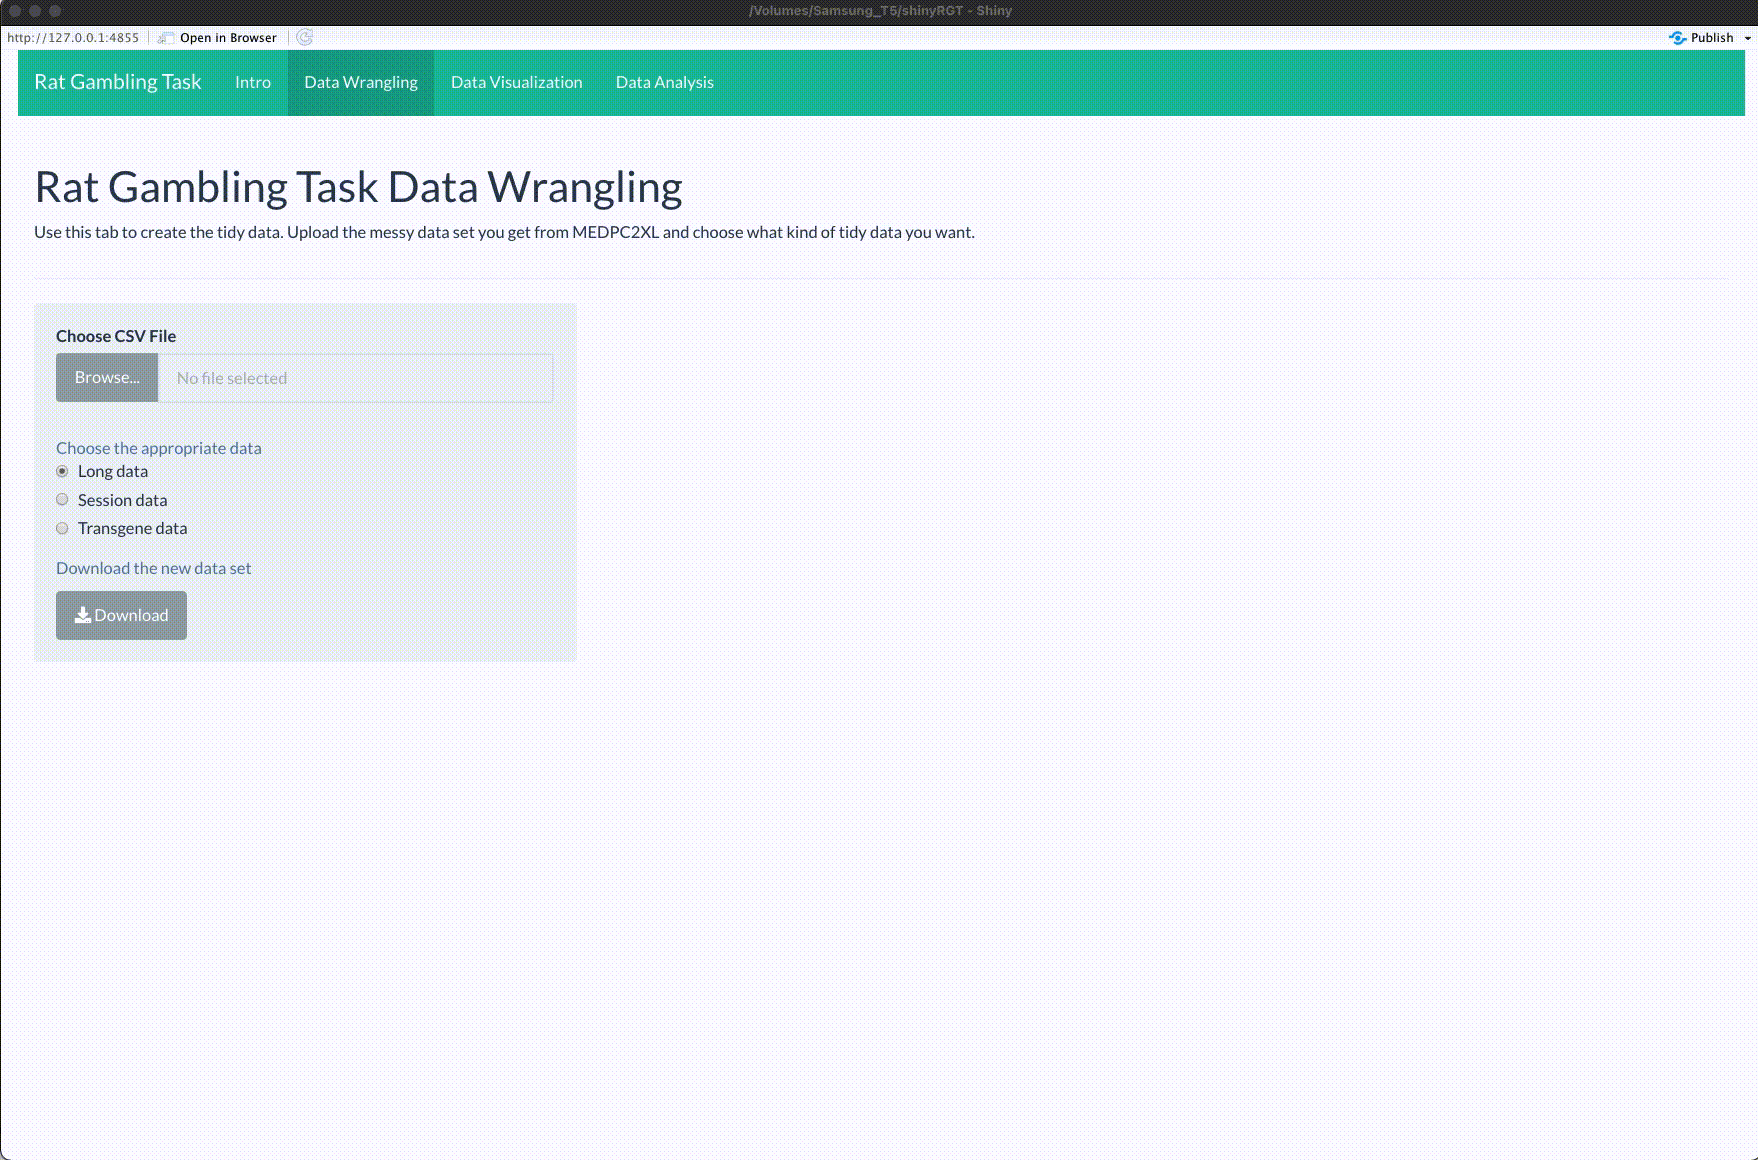 /Volumes/Samsung_T5/shinyRGT - Shiny
http://127.0.0.1:4855 Open in Browser Publish
Rat Gambling Task Intro Data Wrangling Data Visualization Data Analysis
Rat Gambling Task Data Wrangling
Use this tab to create the tidy data. Upload the messy data set you get from MEDPC2XL and choose what kind of tidy data you want.
Choose CSV File
Browse... No file selected
Choose the appropriate data
Long data
Session data
Transgene data
Download the new data set
Download